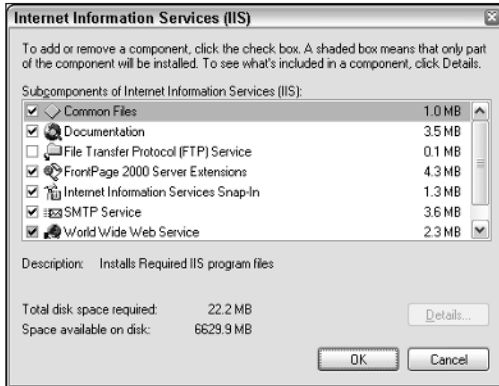 Internet Information Services (IIS)
To add or remove a component, click the check box. A shaded box means that only part
of the component will be installed. To see what's included in a component, click Details.
Subcomponents of Internet Information Services (IIS):
Common Files 1.0 MB
Documentation 3.5 MB
File Transfer Protocol (FTP) Service 0.1 MB
FrontPage 2000 Server Extensions 4.3 MB
Internet Information Services Snap-In 1.3 MB
SMTP Service 3.6 MB
World Wide Web Service 2.3 MB
Description: Installs Required IIS program files
Total disk space required: 22.2 MB
Space available on disk: 6629.9 MB
Details...
OK Cancel